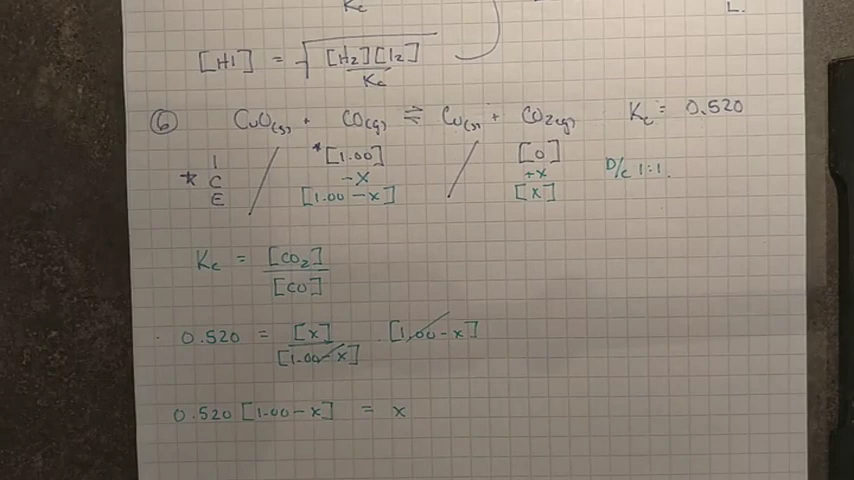 Kc
L.
[HI] = √[H2][I2]
Kc
⑥ CuO(s) + CO(g) ⇌ Cu(s) + CO2(g) Kc = 0.520
I *[1.00] [0]
* C -x +x D/c 1:1.
E [1.00 - x] [x]
Kc = [CO2]
[CO]
0.520 = [x] · [1.00 - x]
[1.00 - x]
0.520 [1.00 - x] = x